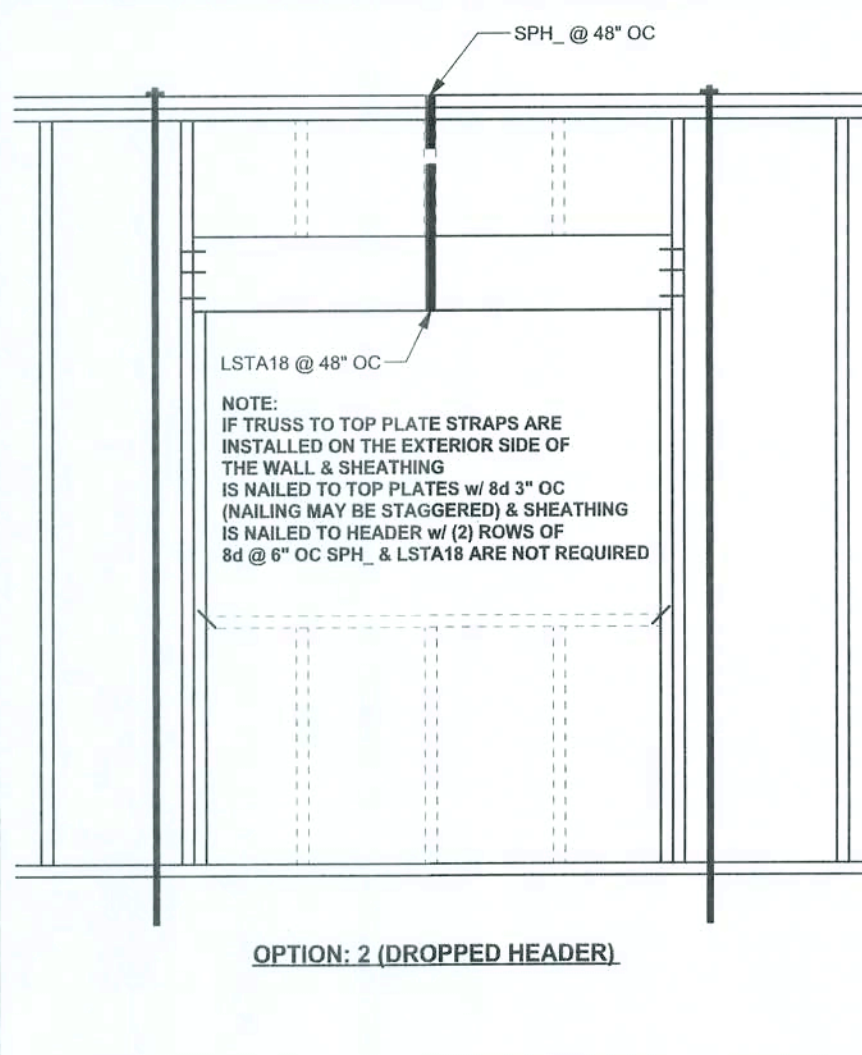 SPH_ @ 48" OC
LSTA18 @ 48" OC
NOTE:
IF TRUSS TO TOP PLATE STRAPS ARE
INSTALLED ON THE EXTERIOR SIDE OF
THE WALL & SHEATHING
IS NAILED TO TOP PLATES w/ 8d 3" OC
(NAILING MAY BE STAGGERED) & SHEATHING
IS NAILED TO HEADER w/ (2) ROWS OF
8d @ 6" OC SPH_ & LSTA18 ARE NOT REQUIRED
OPTION: 2 (DROPPED HEADER)